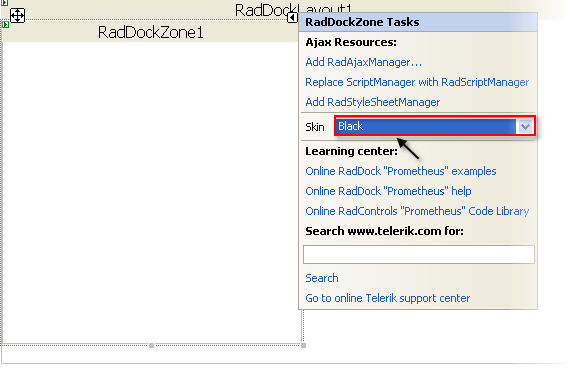 RadDockLayout1
RadDockZone1
RadDockZone Tasks
Ajax Resources:
Add RadAjaxManager...
Replace ScriptManager with RadScriptManager
Add RadStyleSheetManager
Skin Black
Learning center:
Online RadDock "Prometheus" examples
Online RadDock "Prometheus" help
Online RadControls "Prometheus" Code Library
Search www.telerik.com for:
Search
Go to online Telerik support center